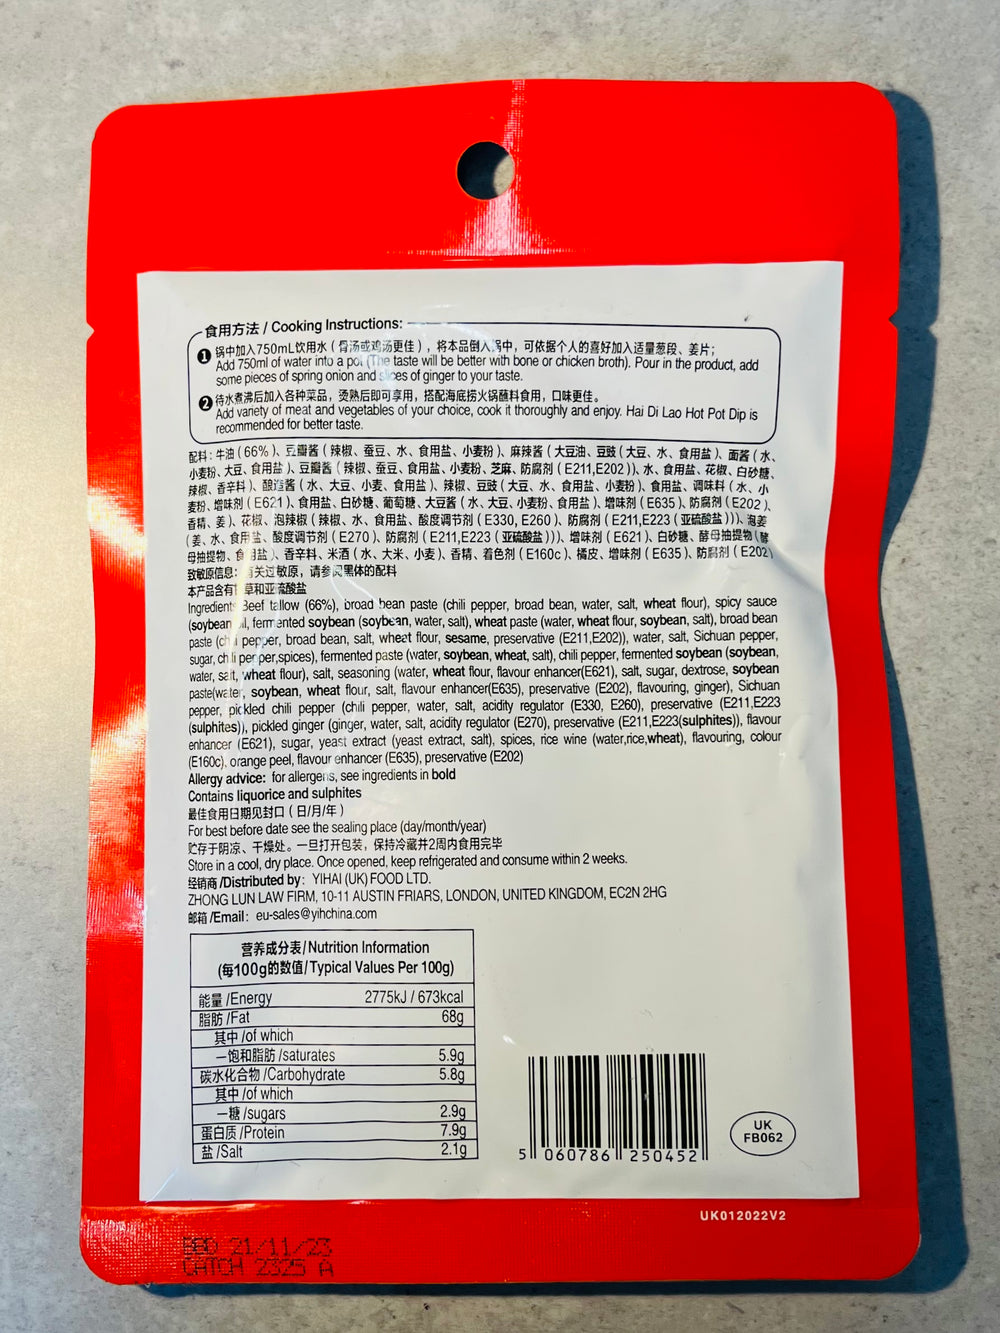 食用方法 / Cooking Instructions:
❶ 锅中加入750mL饮用水（骨汤或鸡汤更佳），将本品倒入锅中，可依据个人的喜好加入适量葱段、姜片；
Add 750ml of water into a pot (The taste will be better with bone or chicken broth). Pour in the product, add
some pieces of spring onion and slices of ginger to your taste.
❷ 待水煮沸后加入各种菜品，烫熟后即可享用，搭配海底捞火锅蘸料食用，口味更佳。
Add variety of meat and vegetables of your choice, cook it thoroughly and enjoy. Hai Di Lao Hot Pot Dip is
recommended for better taste.
配料：牛油（66%）、豆瓣酱（辣椒、蚕豆、水、食用盐、小麦粉）、麻辣酱（大豆油、豆豉（大豆、水、食用盐）、面酱（水、
小麦粉、大豆、食用盐）、豆瓣酱（辣椒、蚕豆、食用盐、小麦粉、芝麻、防腐剂（E211,E202））、水、食用盐、花椒、白砂糖、
辣椒、香辛料）、酿造酱（水、大豆、小麦、食用盐）、辣椒、豆豉（大豆、水、食用盐、小麦粉）、食用盐、调味料（水、小
麦粉、增味剂（E621）、食用盐、白砂糖、葡萄糖、大豆酱（水、大豆、小麦粉、食用盐）、增味剂（E635）、防腐剂（E202）、
香精、姜）、花椒、泡辣椒（辣椒、水、食用盐、酸度调节剂（E330, E260）、防腐剂（E211,E223（亚硫酸盐）））、泡姜
（姜、水、食用盐、酸度调节剂（E270）、防腐剂（E211,E223（亚硫酸盐）））、增味剂（E621）、白砂糖、酵母抽提物（酵
母抽提物、食用盐）、香辛料、米酒（水、大米、小麦）、香精、着色剂（E160c）、橘皮、增味剂（E635）、防腐剂（E202）
致敏原信息：有关过敏原，请参阅黑体的配料
本产品含有甘草和亚硫酸盐
Ingredients: Beef tallow (66%), broad bean paste (chili pepper, broad bean, water, salt, wheat flour), spicy sauce
(soybean oil, fermented soybean (soybean, water, salt), wheat paste (water, wheat flour, soybean, salt), broad bean
paste (chili pepper, broad bean, salt, wheat flour, sesame, preservative (E211,E202)), water, salt, Sichuan pepper,
sugar, chili pepper,spices), fermented paste (water, soybean, wheat, salt), chili pepper, fermented soybean (soybean,
water, salt, wheat flour), salt, seasoning (water, wheat flour, flavour enhancer(E621), salt, sugar, dextrose, soybean
paste(water, soybean, wheat flour, salt, flavour enhancer(E635), preservative (E202), flavouring, ginger), Sichuan
pepper, pickled chili pepper (chili pepper, water, salt, acidity regulator (E330, E260), preservative (E211,E223
(sulphites)), pickled ginger (ginger, water, salt, acidity regulator (E270), preservative (E211,E223(sulphites)), flavour
enhancer (E621), sugar, yeast extract (yeast extract, salt), spices, rice wine (water,rice,wheat), flavouring, colour
(E160c), orange peel, flavour enhancer (E635), preservative (E202)
Allergy advice: for allergens, see ingredients in bold
Contains liquorice and sulphites
最佳食用日期见封口（日/月/年）
For best before date see the sealing place (day/month/year)
贮存于阴凉、干燥处。一旦打开包装，保持冷藏并2周内食用完毕
Store in a cool, dry place. Once opened, keep refrigerated and consume within 2 weeks.
经销商 /Distributed by: YIHAI (UK) FOOD LTD.
ZHONG LUN LAW FIRM, 10-11 AUSTIN FRIARS, LONDON, UNITED KINGDOM, EC2N 2HG
邮箱 /Email: eu-sales@yihchina.com
营养成分表/Nutrition Information
(每100g的数值/Typical Values Per 100g)
能量 /Energy 2775kJ / 673kcal
脂肪 /Fat 68g
其中 /of which
—饱和脂肪 /saturates 5.9g
碳水化合物 /Carbohydrate 5.8g
其中 /of which
—糖 /sugars 2.9g
蛋白质 /Protein 7.9g
盐 /Salt 2.1g
5 060786 250452
UK
FB062
UK012022V2
BBD 21/11/23
CHTCH 2325 A